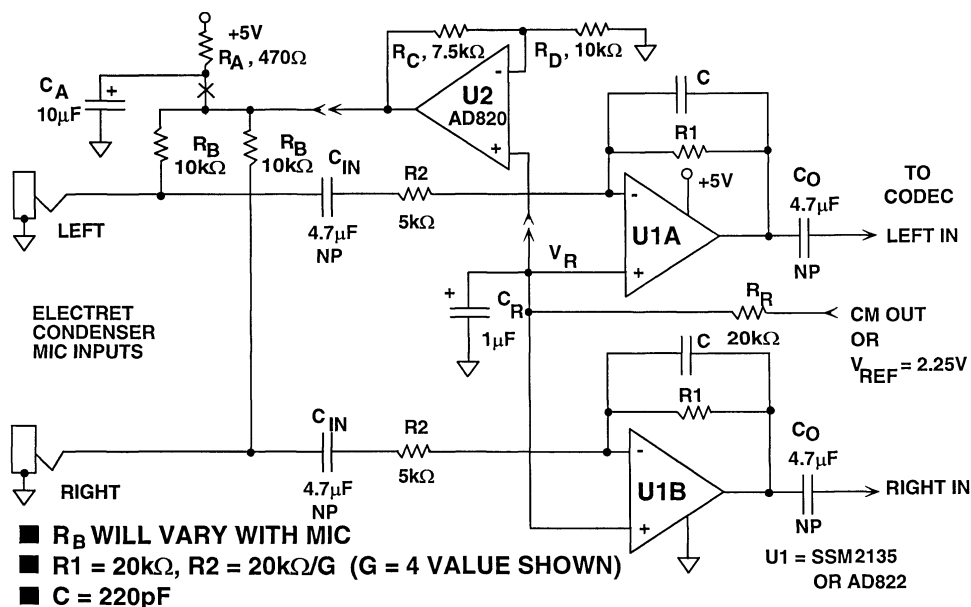 +5V
RA, 470Ω
CA
+
10μF
RC, 7.5kΩ
RD, 10kΩ
U2
AD820
-
+
RB
10kΩ
RB
10kΩ
CIN
4.7μF
NP
R2
5kΩ
LEFT
C
R1
+5V
-
+
U1A
CO
4.7μF
NP
TO
CODEC
LEFT IN
VR
+
CR
1μF
RR
20kΩ
CM OUT
OR
VREF = 2.25V
ELECTRET
CONDENSER
MIC INPUTS
C
R1
CIN
4.7μF
NP
R2
5kΩ
RIGHT
-
+
U1B
CO
4.7μF
NP
RIGHT IN
U1 = SSM2135
OR AD822
■ RB WILL VARY WITH MIC
■ R1 = 20kΩ, R2 = 20kΩ/G (G = 4 VALUE SHOWN)
■ C = 220pF